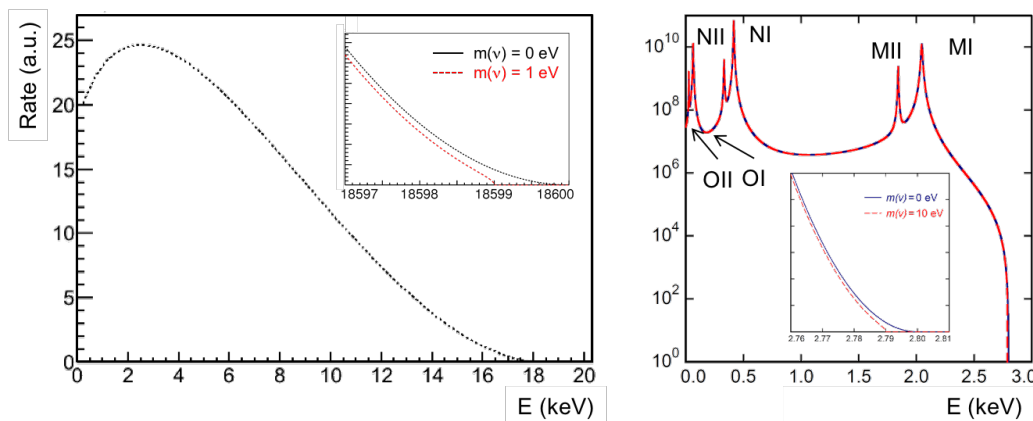 Rate (a.u.)
25
20
15
10
5
0
m(ν) = 0 eV
m(ν) = 1 eV
18597 18598 18599 18600
0 2 4 6 8 10 12 14 16 18 20
E (keV)
10^10
10^8
10^6
10^4
10^2
10^0
NII NI MII MI
OII OI
m(ν) = 0 eV
m(ν) = 10 eV
2.76 2.77 2.78 2.79 2.80 2.81
0.0 0.5 1.0 1.5 2.0 2.5 3.0
E (keV)